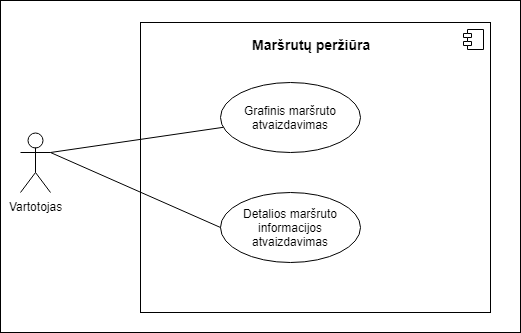 Maršrutų peržiūra
Grafinis maršruto
atvaizdavimas
Vartotojas
Detalios maršruto
informacijos
atvaizdavimas